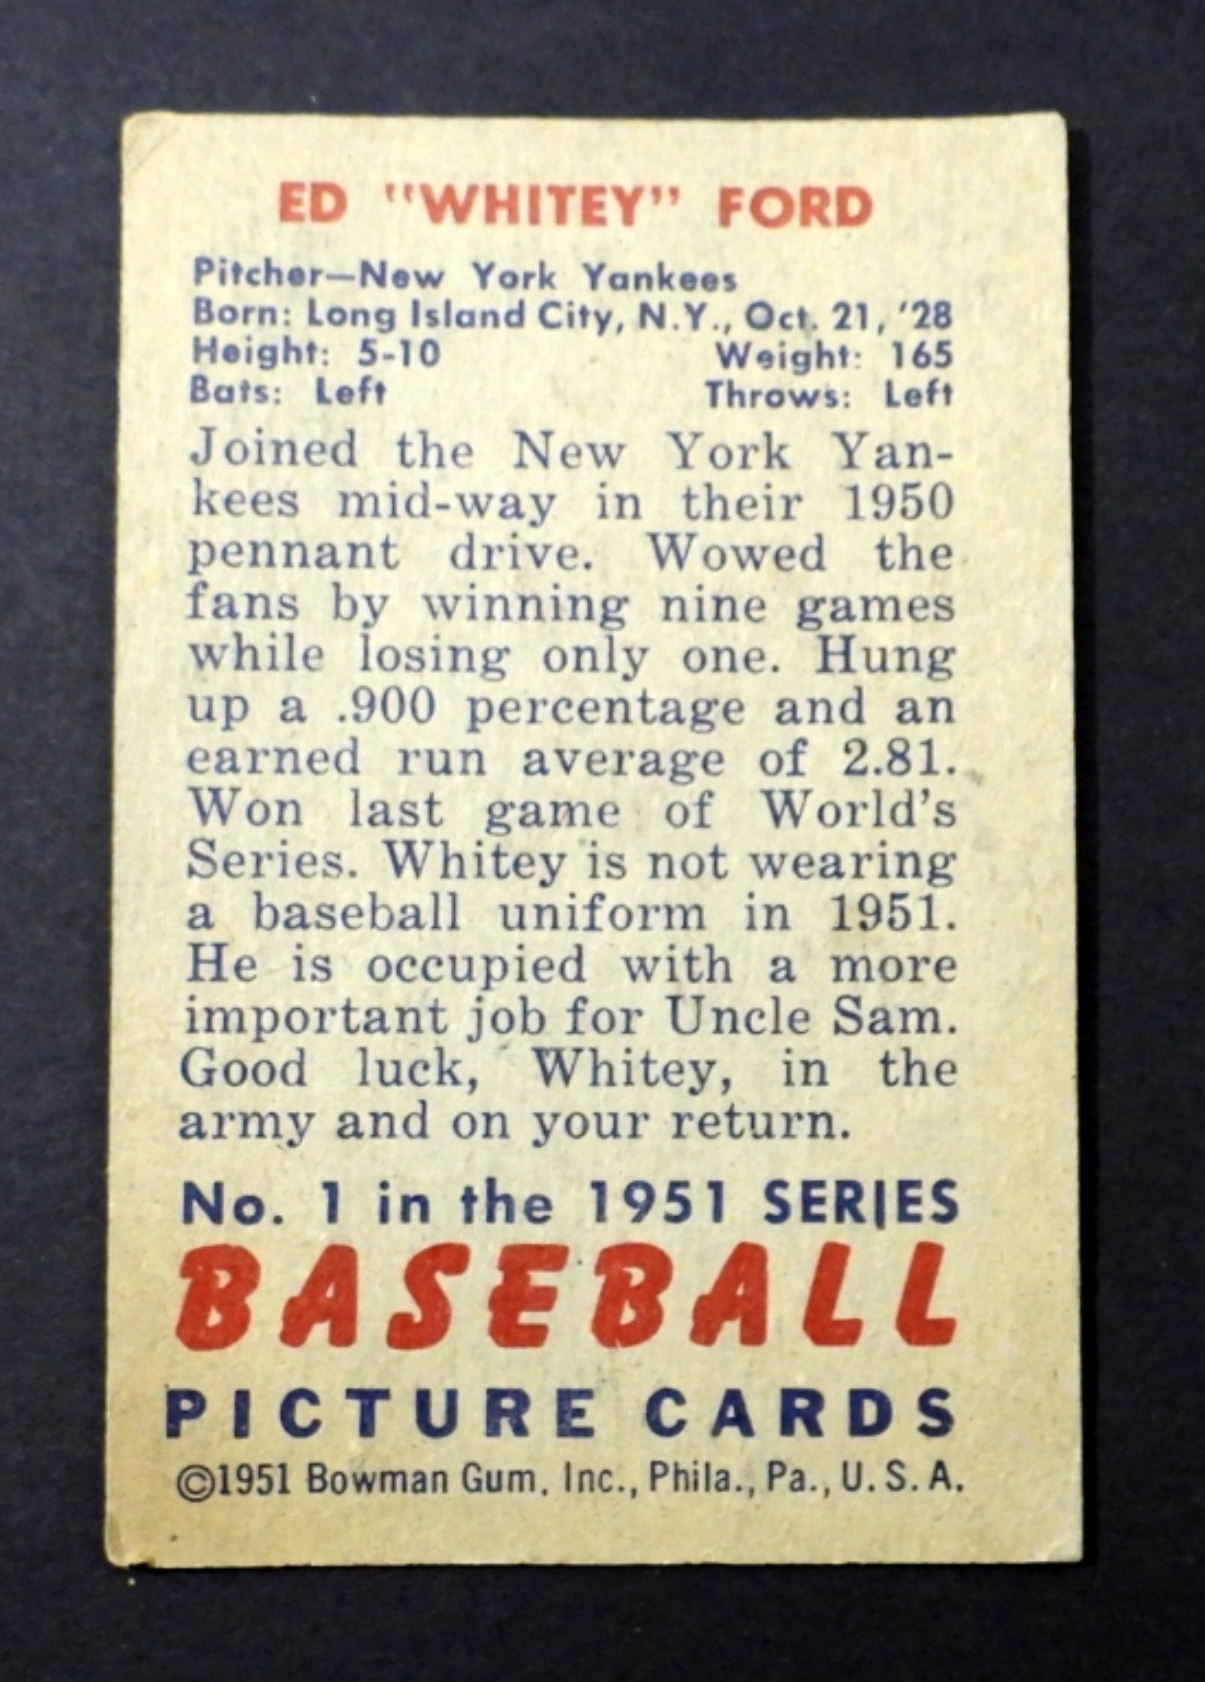 ED "WHITEY" FORD
Pitcher—New York Yankees
Born: Long Island City, N.Y., Oct. 21, '28
Height: 5-10 Weight: 165
Bats: Left Throws: Left
Joined the New York Yan-
kees mid-way in their 1950
pennant drive. Wowed the
fans by winning nine games
while losing only one. Hung
up a .900 percentage and an
earned run average of 2.81.
Won last game of World's
Series. Whitey is not wearing
a baseball uniform in 1951.
He is occupied with a more
important job for Uncle Sam.
Good luck, Whitey, in the
army and on your return.
No. 1 in the 1951 SERIES
BASEBALL
PICTURE CARDS
©1951 Bowman Gum, Inc., Phila., Pa., U.S.A.